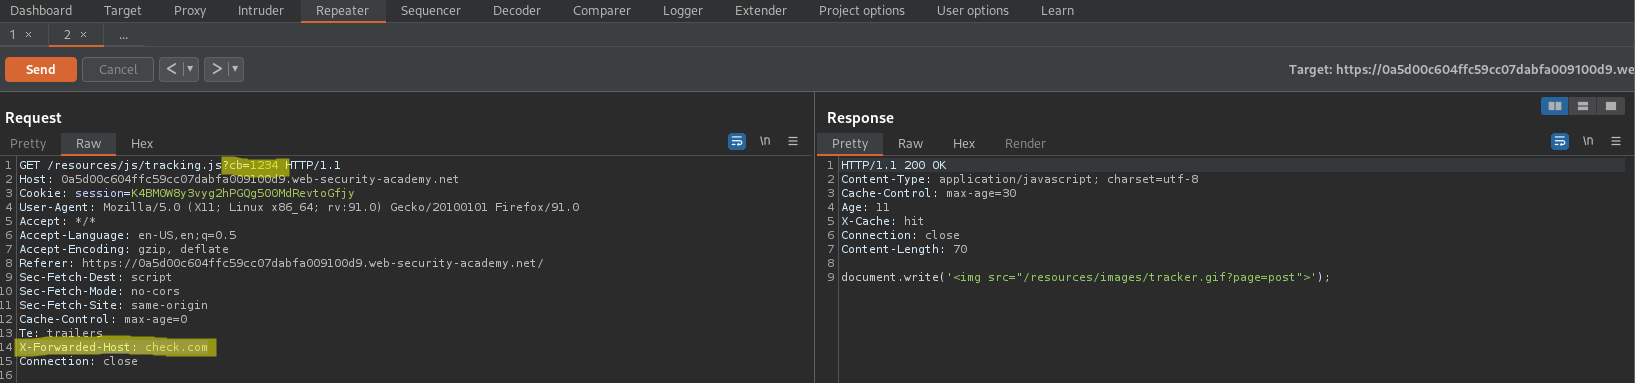 Dashboard Target Proxy Intruder Repeater Sequencer Decoder Comparer Logger Extender Project options User options Learn
1 × 2 × ...
Send Cancel < > Target: https://0a5d00c604ffc59cc07dabfa009100d9.we
Request
Pretty Raw Hex \n
1 GET /resources/js/tracking.js?cb=1234 HTTP/1.1
2 Host: 0a5d00c604ffc59cc07dabfa009100d9.web-security-academy.net
3 Cookie: session=K4BMOW8y3vyg2hPGQg500MdRevtoGfjy
4 User-Agent: Mozilla/5.0 (X11; Linux x86_64; rv:91.0) Gecko/20100101 Firefox/91.0
5 Accept: */*
6 Accept-Language: en-US,en;q=0.5
7 Accept-Encoding: gzip, deflate
8 Referer: https://0a5d00c604ffc59cc07dabfa009100d9.web-security-academy.net/
9 Sec-Fetch-Dest: script
10 Sec-Fetch-Mode: no-cors
11 Sec-Fetch-Site: same-origin
12 Cache-Control: max-age=0
13 Te: trailers
14 X-Forwarded-Host: check.com
15 Connection: close
16
Response
Pretty Raw Hex Render \n
1 HTTP/1.1 200 OK
2 Content-Type: application/javascript; charset=utf-8
3 Cache-Control: max-age=30
4 Age: 11
5 X-Cache: hit
6 Connection: close
7 Content-Length: 70
8
9 document.write('<img src="/resources/images/tracker.gif?page=post">');